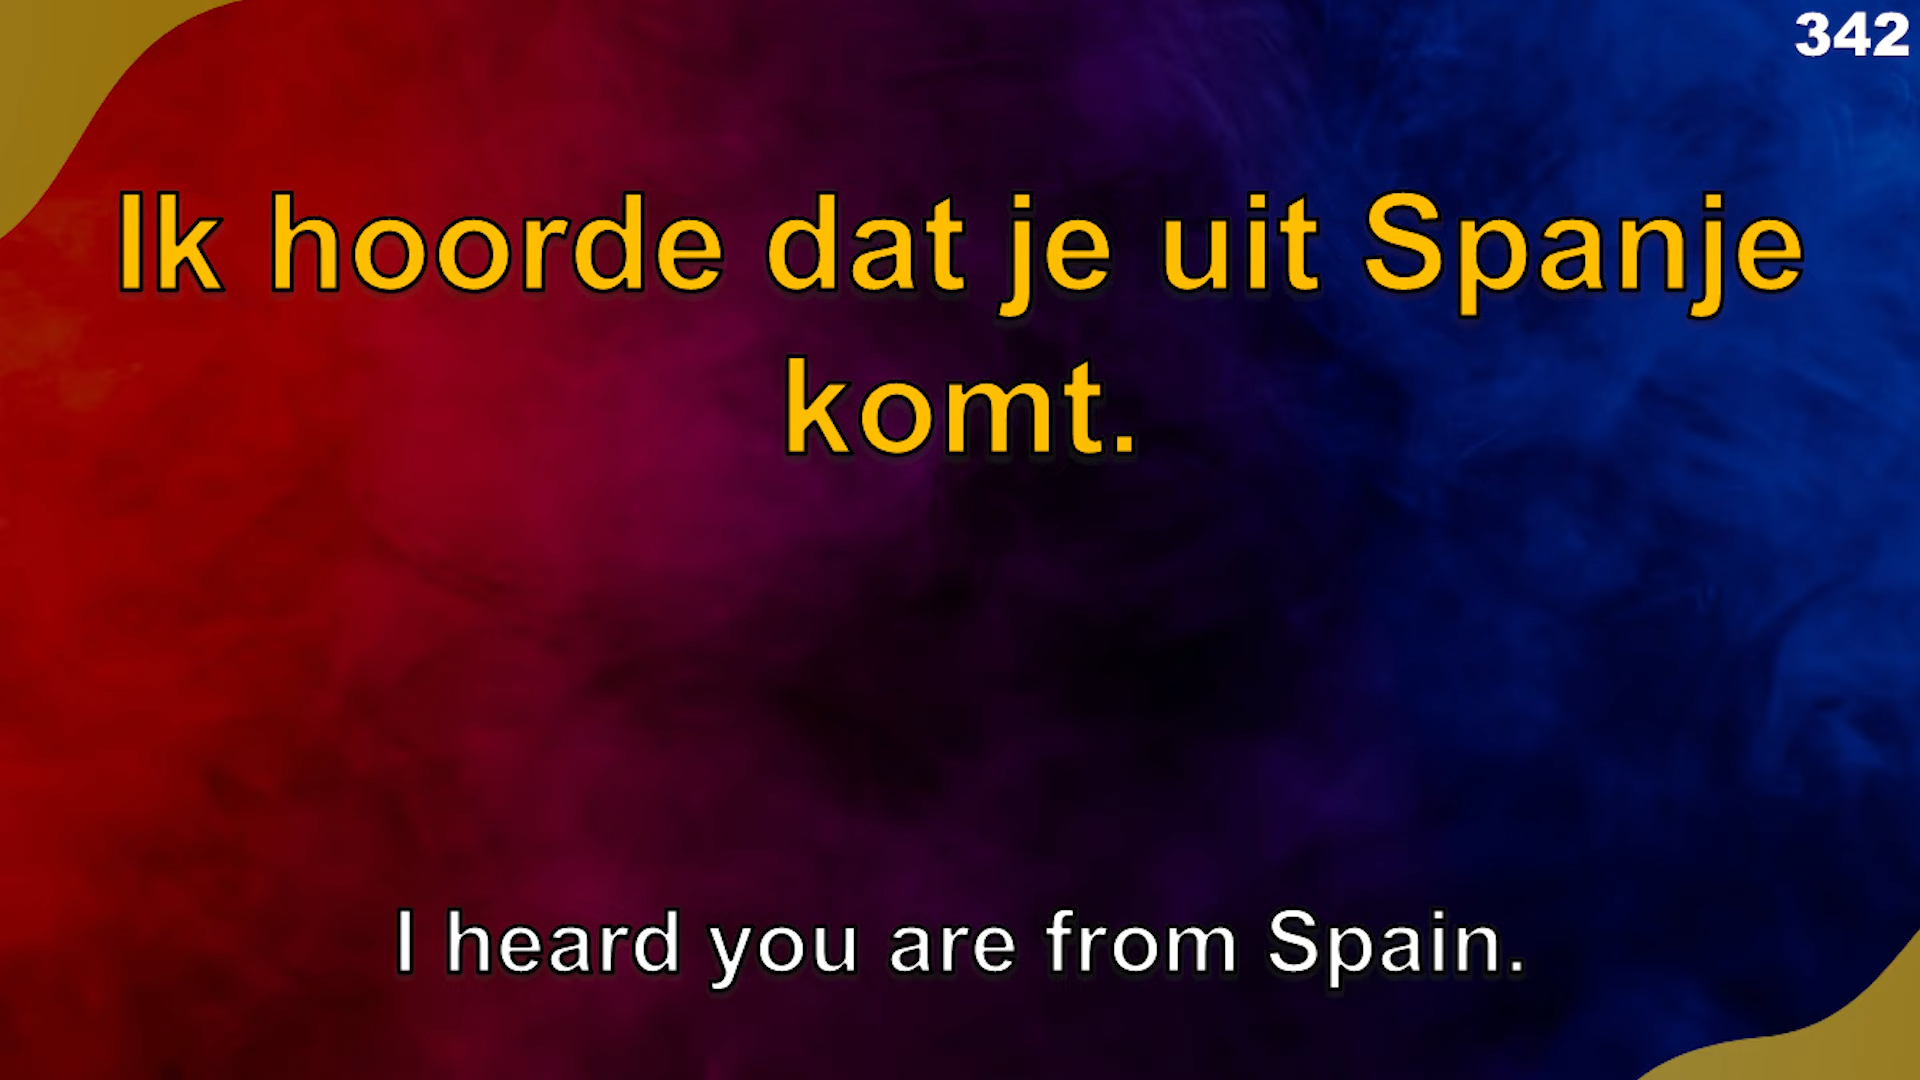 342
Ik hoorde dat je uit Spanje
komt.
I heard you are from Spain.